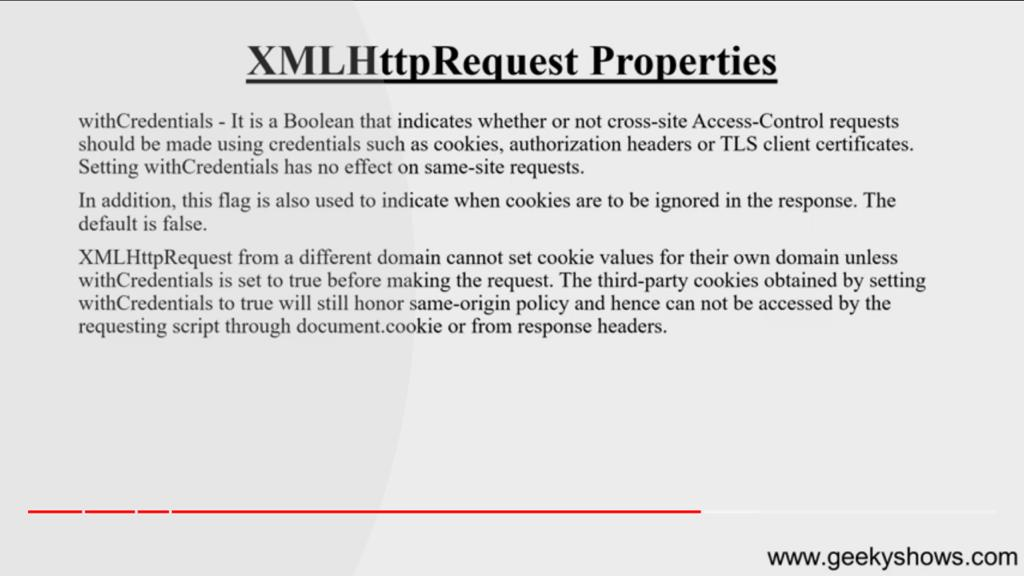 XMLHttpRequest Properties
withCredentials - It is a Boolean that indicates whether or not cross-site Access-Control requests
should be made using credentials such as cookies, authorization headers or TLS client certificates.
Setting withCredentials has no effect on same-site requests.
In addition, this flag is also used to indicate when cookies are to be ignored in the response. The
default is false.
XMLHttpRequest from a different domain cannot set cookie values for their own domain unless
withCredentials is set to true before making the request. The third-party cookies obtained by setting
withCredentials to true will still honor same-origin policy and hence can not be accessed by the
requesting script through document.cookie or from response headers.
www.geekyshows.com